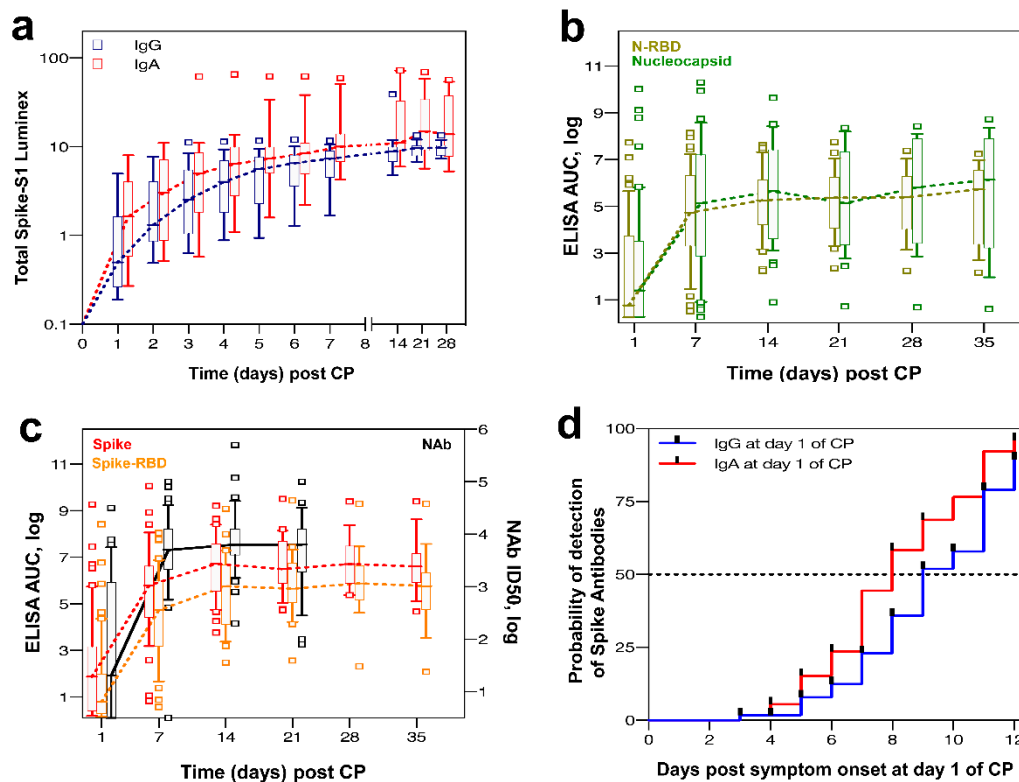 a
IgG
IgA
100
10
1
0.1
Total Spike-S1 Luminex
0 1 2 3 4 5 6 7 8 14 21 28
Time (days) post CP
b
N-RBD
Nucleocapsid
11
9
7
5
3
1
ELISA AUC, log
1 7 14 21 28 35
Time (days) post CP
c
Spike
Spike-RBD
NAb
11
9
7
5
3
1
ELISA AUC, log
6
5
4
3
2
1
NAb ID50, log
1 7 14 21 28 35
Time (days) post CP
d
IgG at day 1 of CP
IgA at day 1 of CP
100
75
50
25
0
Probability of detection
of Spike Antibodies
0 2 4 6 8 10 12
Days post symptom onset at day 1 of CP